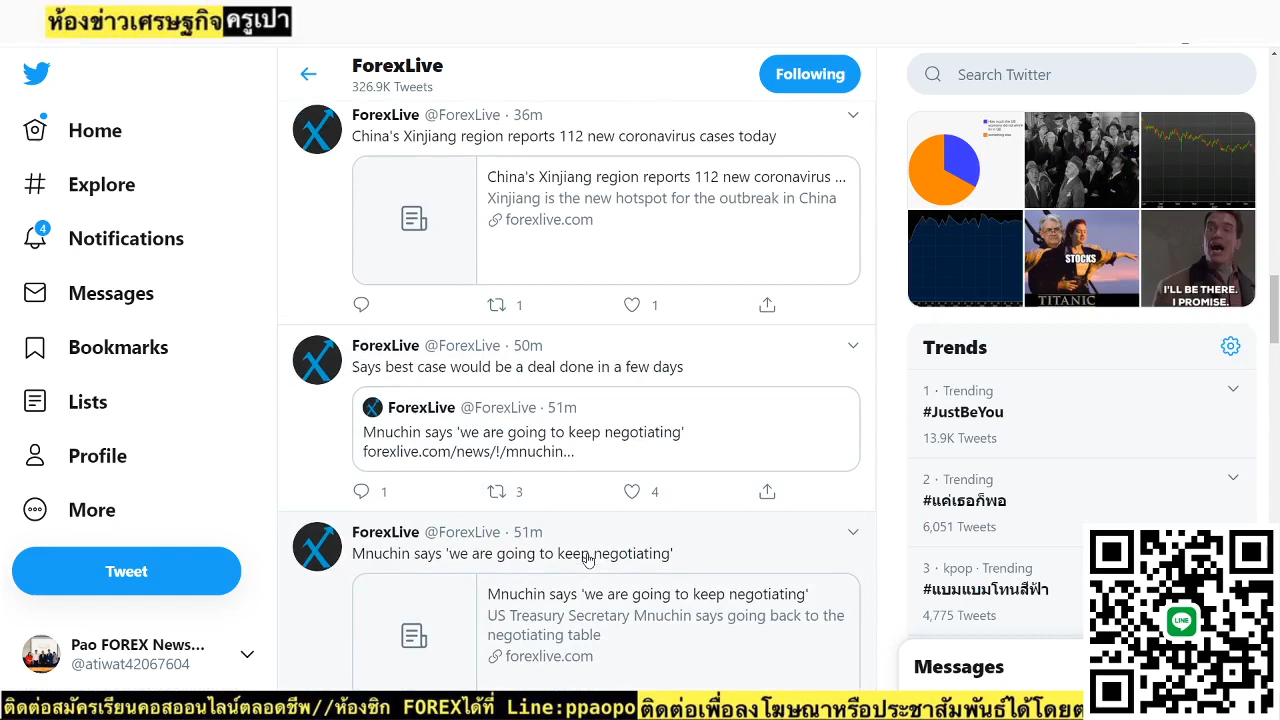 ห้องข่าวเศรษฐกิจครูเปา
ForexLive
326.9K Tweets
Following
Search Twitter
Home
Explore
4
Notifications
Messages
Bookmarks
Lists
Profile
More
Tweet
Pao FOREX News...
@atiwat42067604
ForexLive @ForexLive · 36m
China's Xinjiang region reports 112 new coronavirus cases today
China's Xinjiang region reports 112 new coronavirus ...
Xinjiang is the new hotspot for the outbreak in China
forexlive.com
1
1
ForexLive @ForexLive · 50m
Says best case would be a deal done in a few days
ForexLive @ForexLive · 51m
Mnuchin says 'we are going to keep negotiating'
forexlive.com/news/!/mnuchin...
1
3
4
ForexLive @ForexLive · 51m
Mnuchin says 'we are going to keep negotiating'
Mnuchin says 'we are going to keep negotiating'
US Treasury Secretary Mnuchin says going back to the
negotiating table
forexlive.com
STOCKS
TITANIC
I'LL BE THERE.
I PROMISE.
Trends
1 · Trending
#JustBeYou
13.9K Tweets
2 · Trending
#แค่เธอก็พอ
6,051 Tweets
3 · kpop · Trending
#แบมแบมโทนสีฟ้า
4,775 Tweets
Messages
LINE
ติดต่อสมัครเรียนคอสออนไลน์ตลอดชีพ//ห้องซิก FOREXได้ที่ Line:ppaopo
ติดต่อเพื่อลงโฆษณาหรือประชาสัมพันธ์ได้โดยต